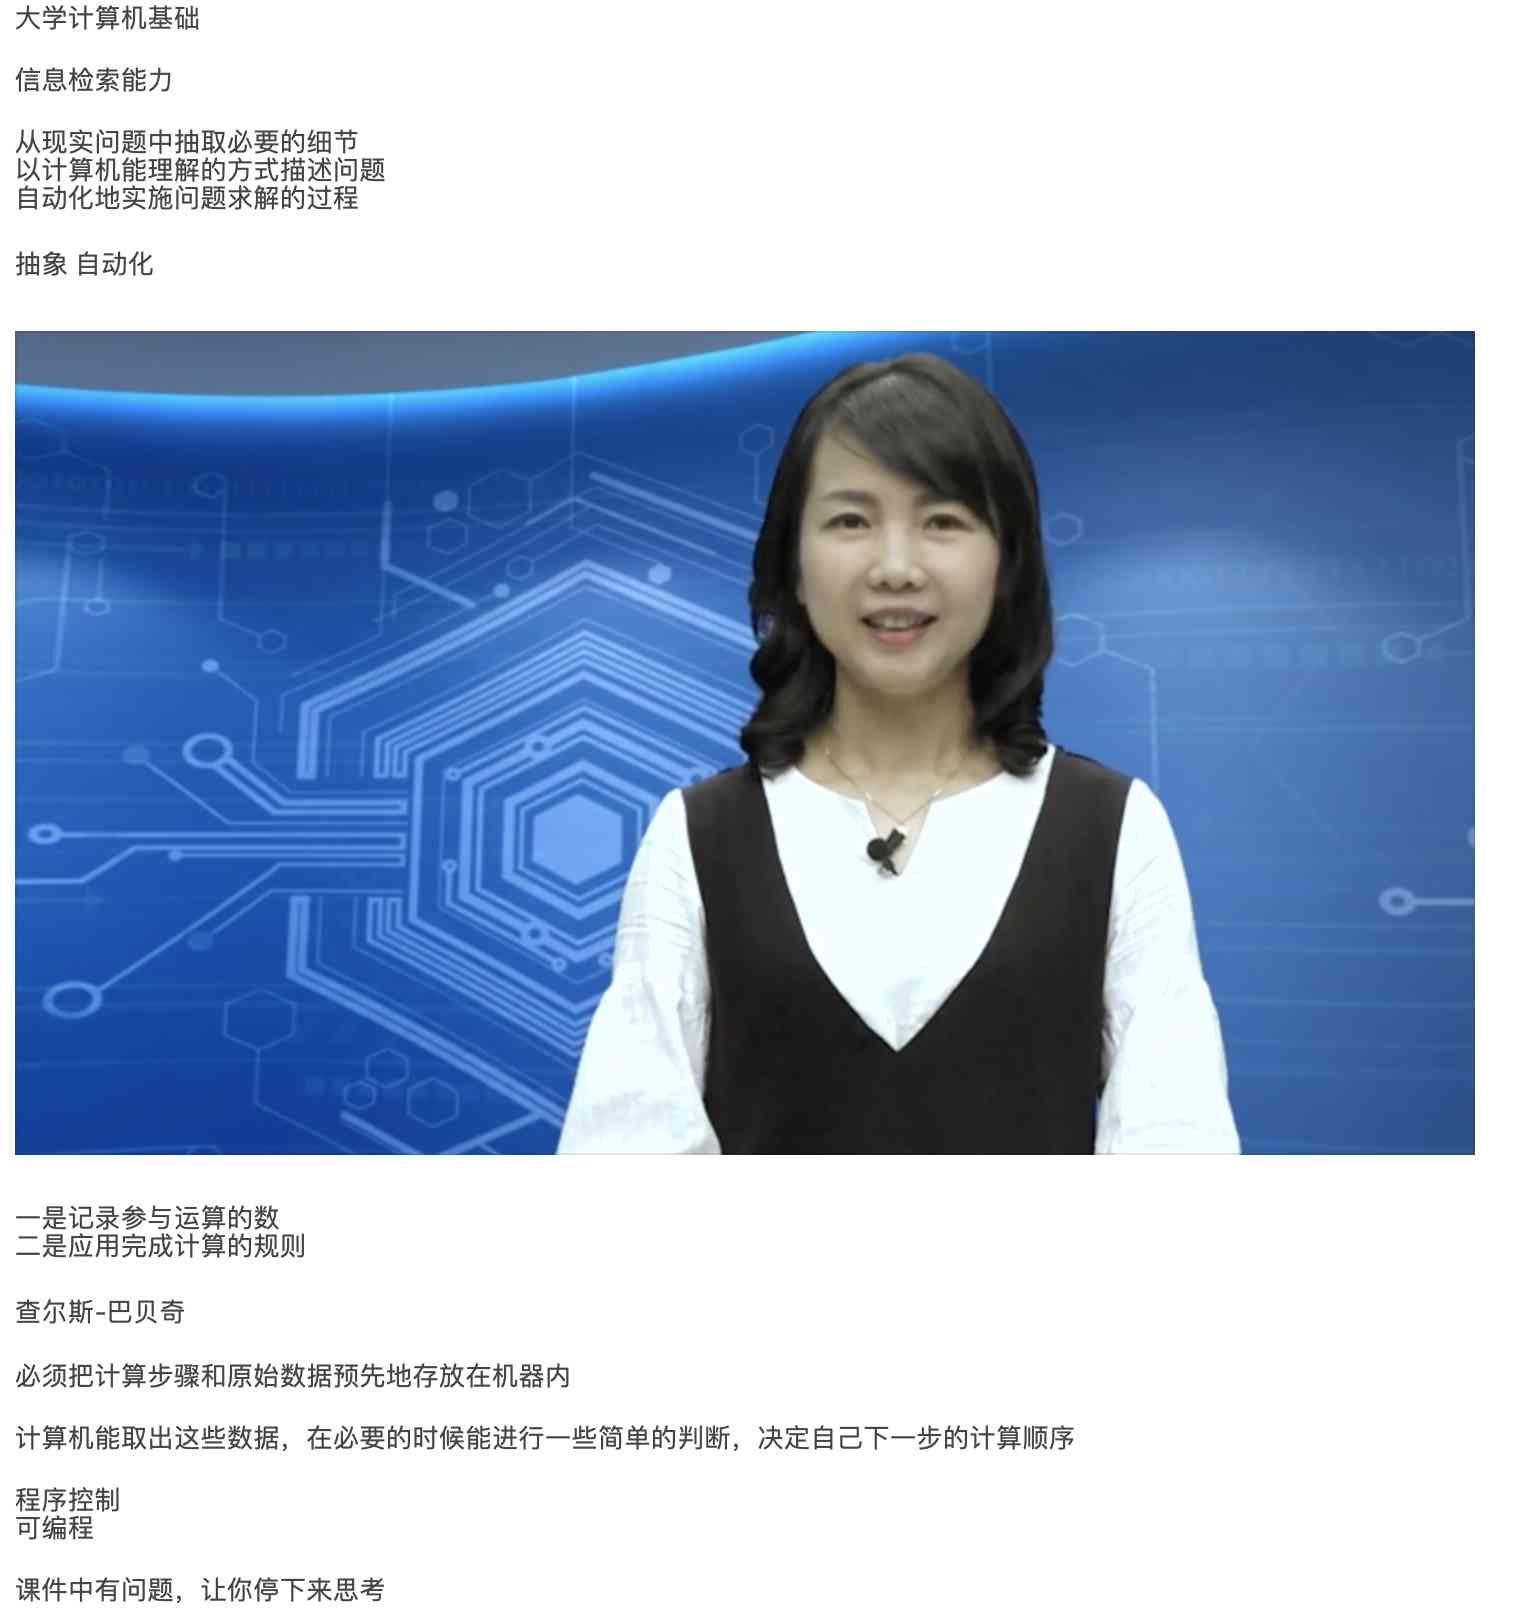 大学计算机基础
信息检索能力
从现实问题中抽取必要的细节
以计算机能理解的方式描述问题
自动化地实施问题求解的过程
抽象 自动化
一是记录参与运算的数
二是应用完成计算的规则
查尔斯-巴贝奇
必须把计算步骤和原始数据预先地存放在机器内
计算机能取出这些数据，在必要的时候能进行一些简单的判断，决定自己下一步的计算顺序
程序控制
可编程
课件中有问题，让你停下来思考